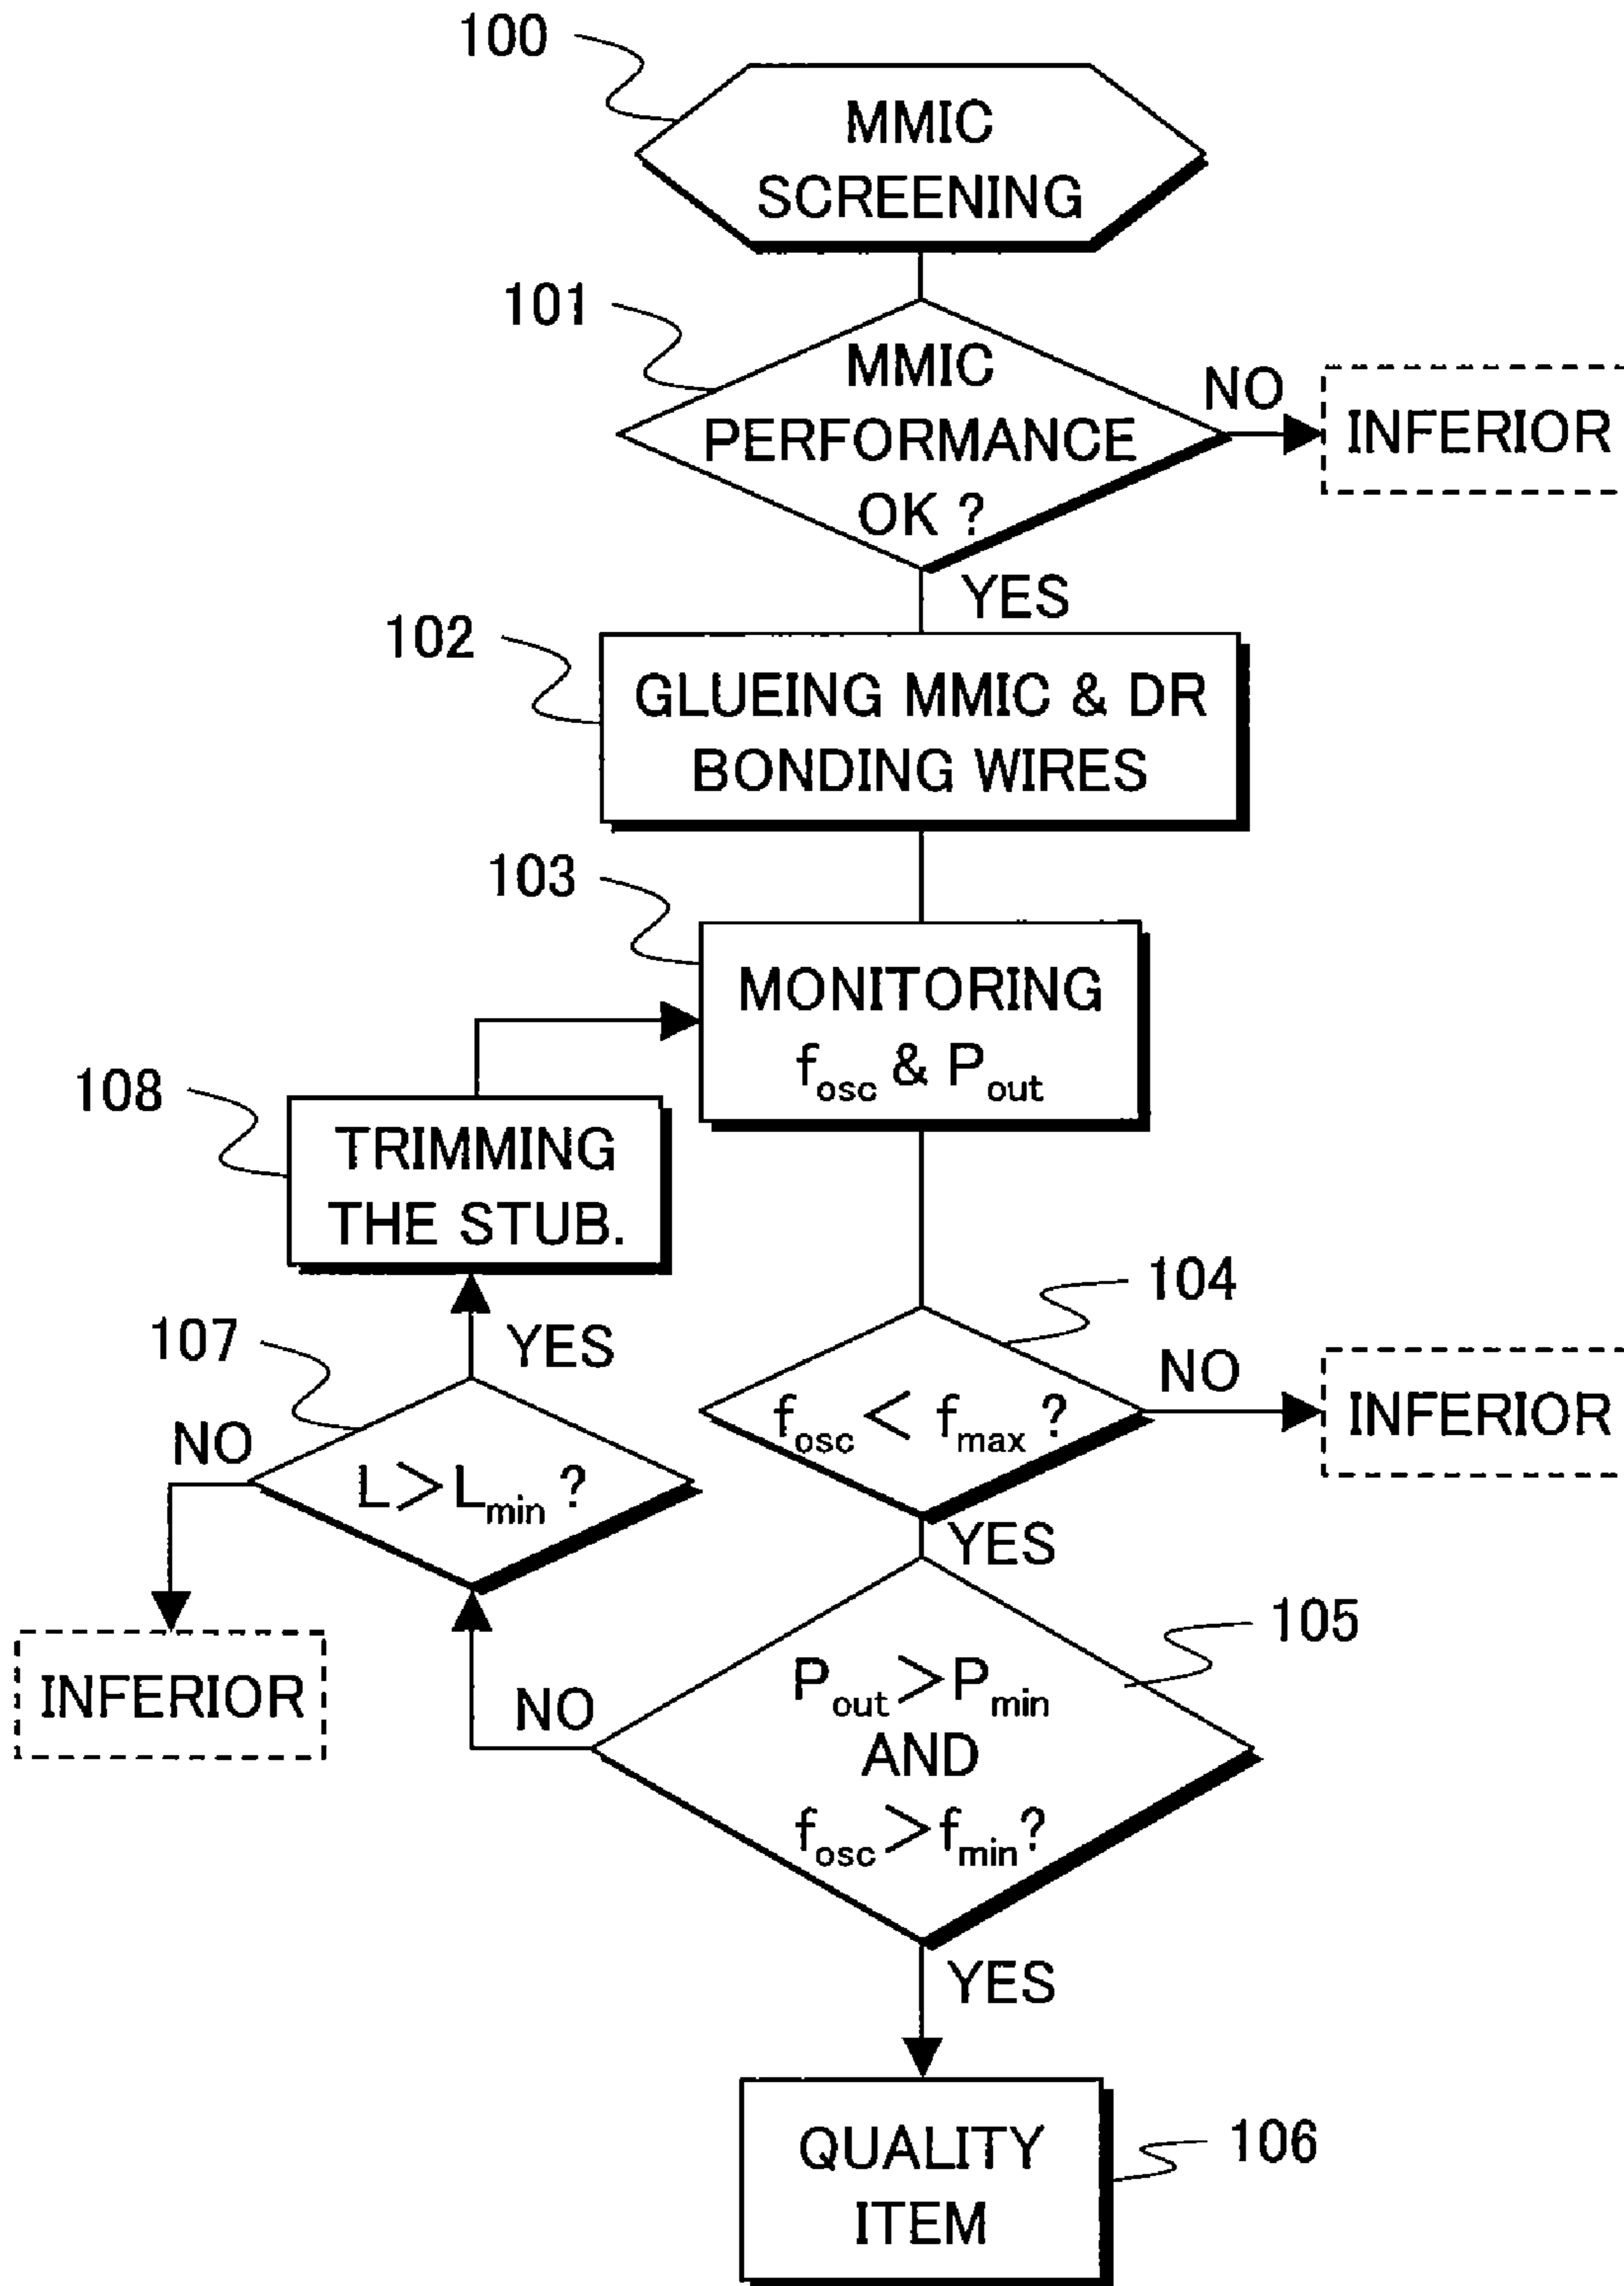 100
MMIC
SCREENING
101
MMIC
PERFORMANCE
OK ?
NO
INFERIOR
YES
102
GLUEING MMIC & DR
BONDING WIRES
103
MONITORING
fosc & Pout
108
TRIMMING
THE STUB.
104
107
YES
NO
fosc < fmax ?
INFERIOR
NO
L > Lmin ?
YES
105
INFERIOR
NO
Pout > Pmin
AND
fosc > fmin?
YES
106
QUALITY
ITEM